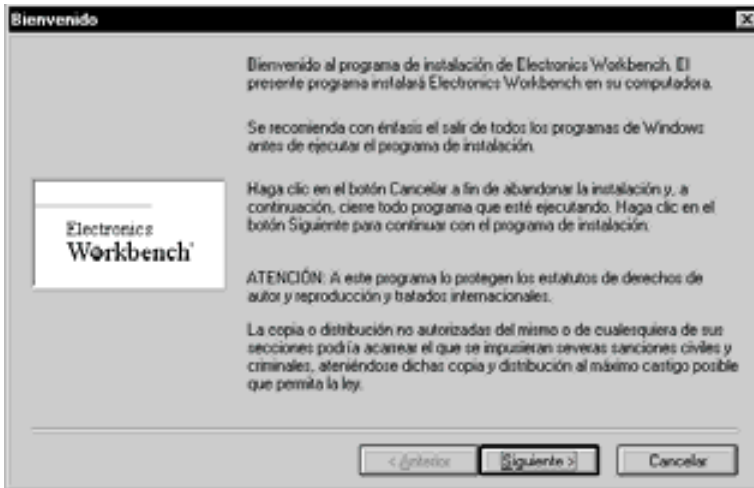 Bienvenido
Bienvenido al programa de instalación de Electronics Workbench. El
presente programa instalará Electronics Workbench en su computadora.
Se recomienda con énfasis el salir de todos los programas de Windows
antes de ejecutar el programa de instalación.
Haga clic en el botón Cancelar a fin de abandonar la instalación y, a
continuación, cierre todo programa que esté ejecutando. Haga clic en el
botón Siguiente para continuar con el programa de instalación.
Electronics
Workbench
ATENCIÓN: A este programa lo protegen los estatutos de derechos de
autor y reproducción y tratados internacionales.
La copia o distribución no autorizadas del mismo o de cualesquiera de sus
secciones podría acarrear el que se impusieran severas sanciones civiles y
criminales, ateniéndose dichas copia y distribución al máximo castigo posible
que permita la ley.
< Anterior
Siguiente >
Cancelar